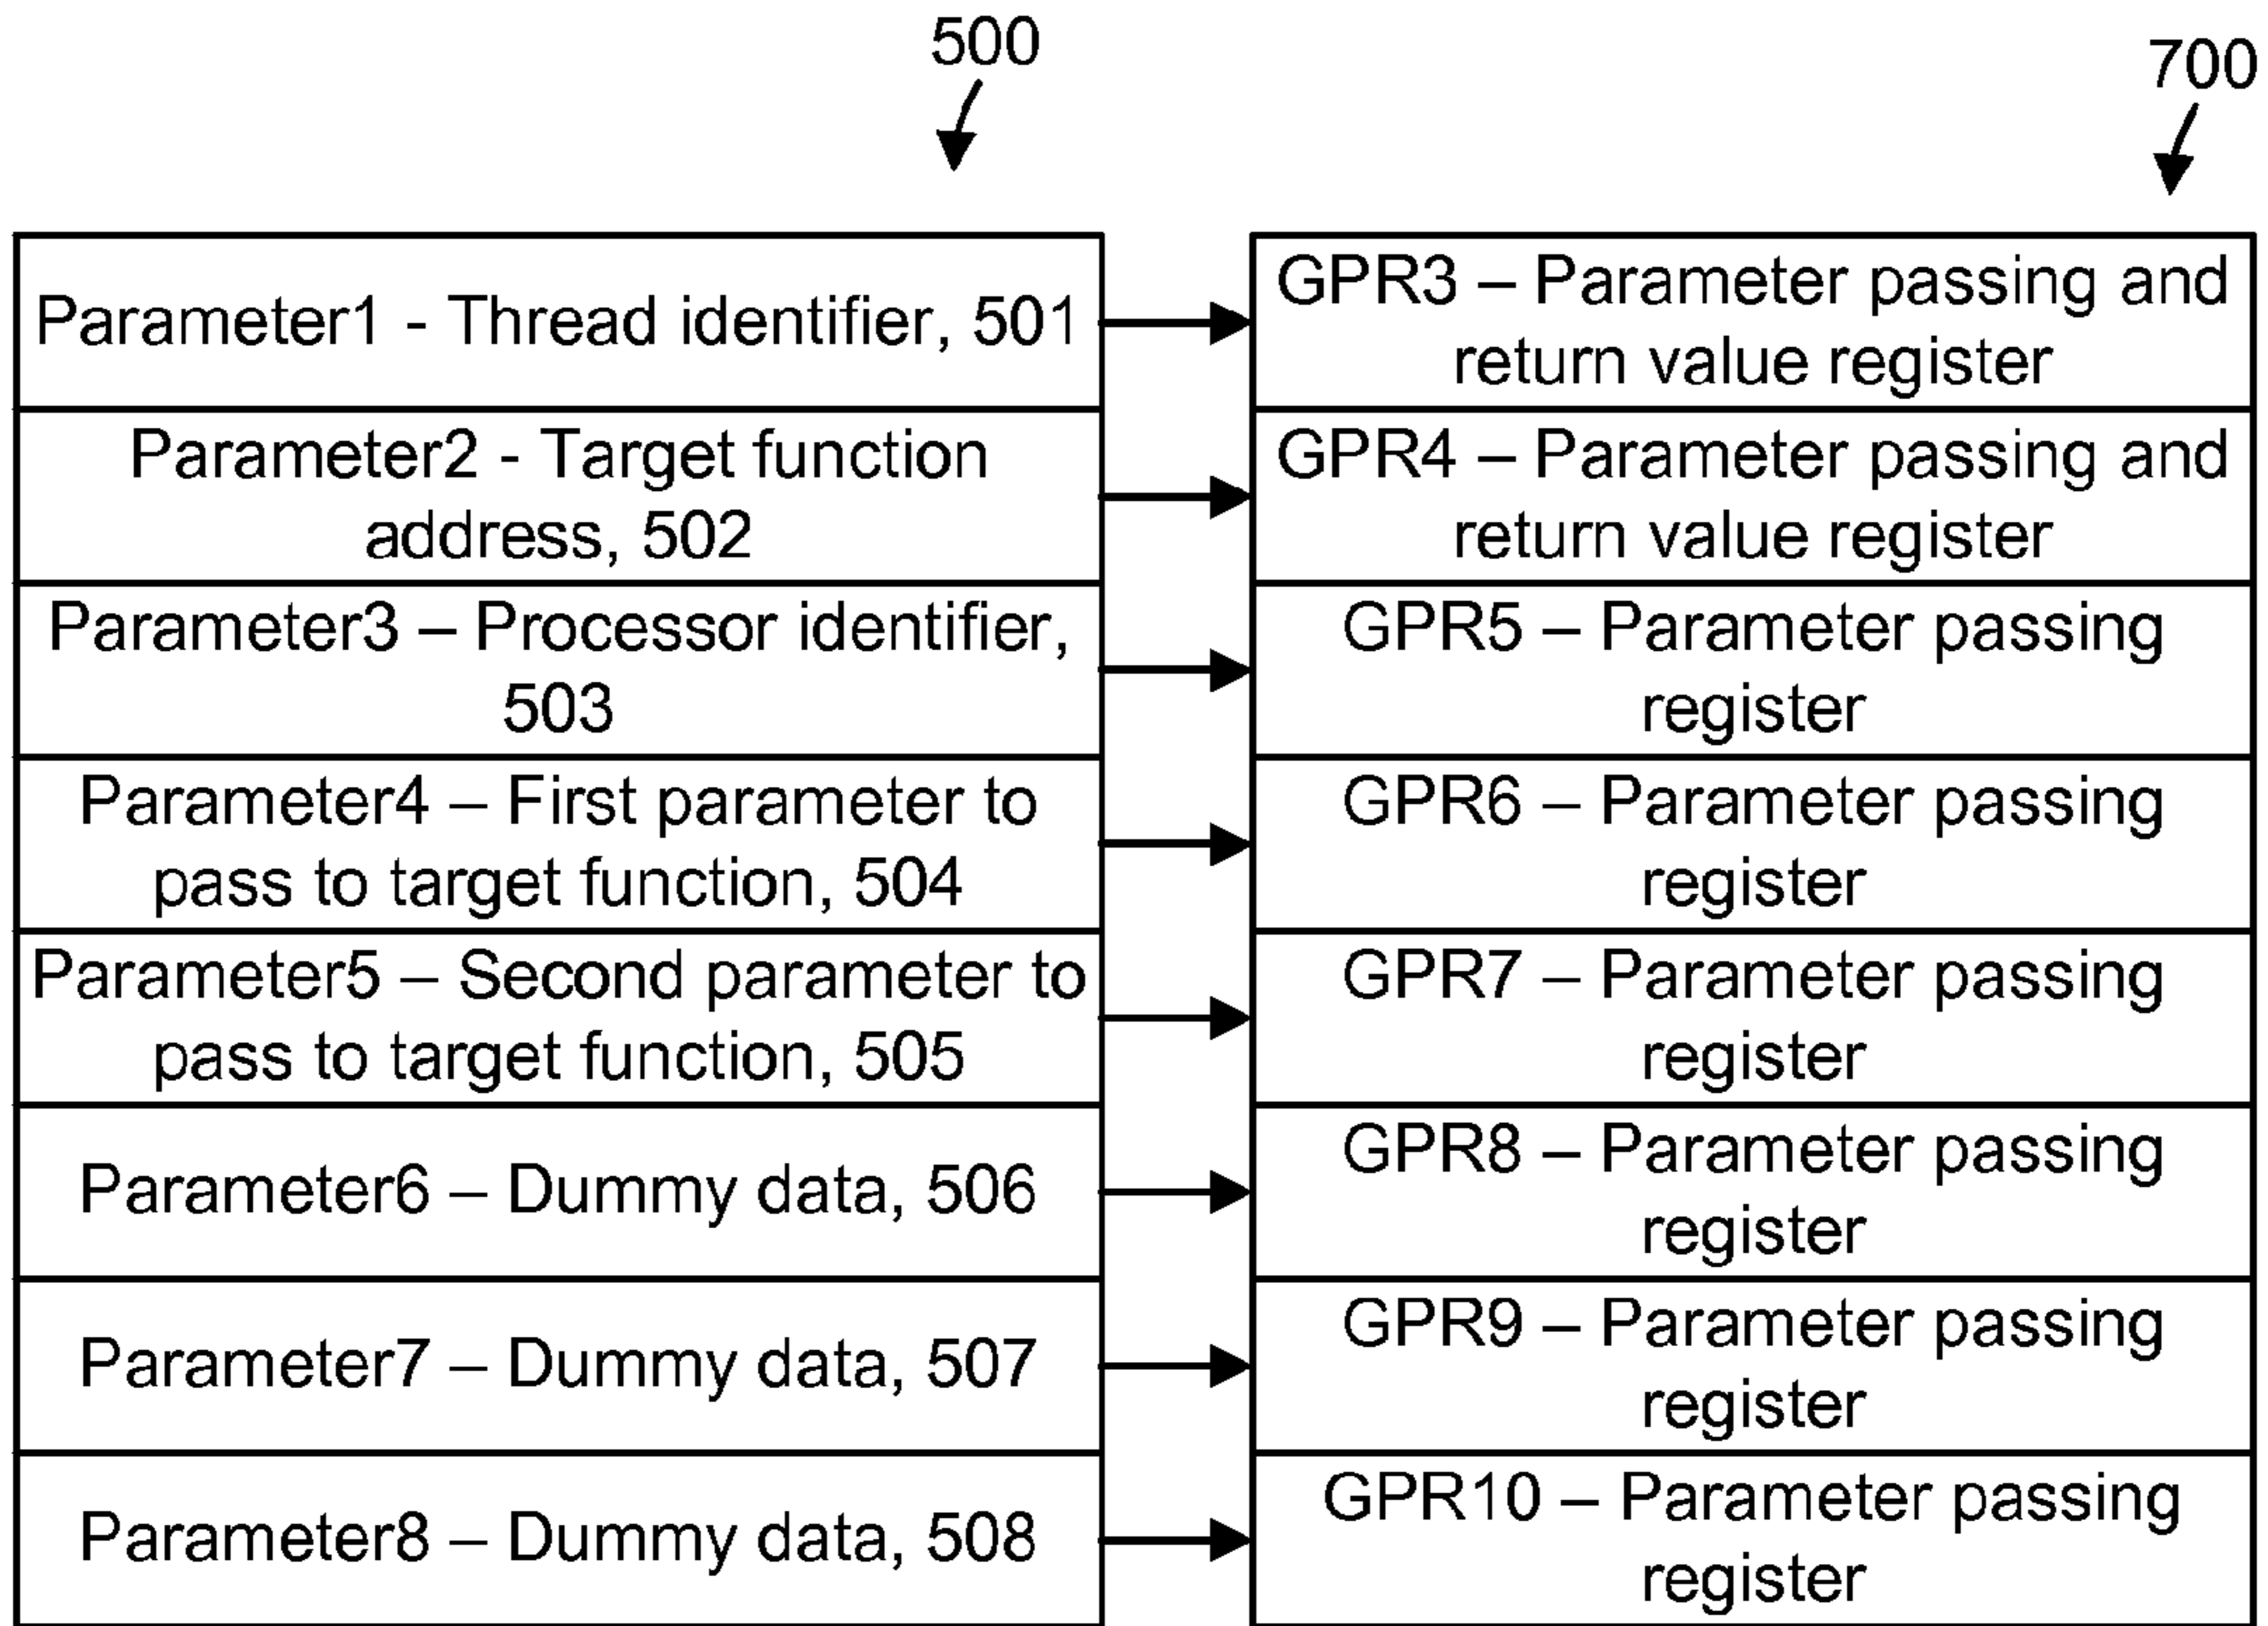 500
700
Parameter1 - Thread identifier, 501
GPR3 – Parameter passing and
return value register
Parameter2 - Target function
address, 502
GPR4 – Parameter passing and
return value register
Parameter3 – Processor identifier,
503
GPR5 – Parameter passing
register
Parameter4 – First parameter to
pass to target function, 504
GPR6 – Parameter passing
register
Parameter5 – Second parameter to
pass to target function, 505
GPR7 – Parameter passing
register
Parameter6 – Dummy data, 506
GPR8 – Parameter passing
register
Parameter7 – Dummy data, 507
GPR9 – Parameter passing
register
Parameter8 – Dummy data, 508
GPR10 – Parameter passing
register